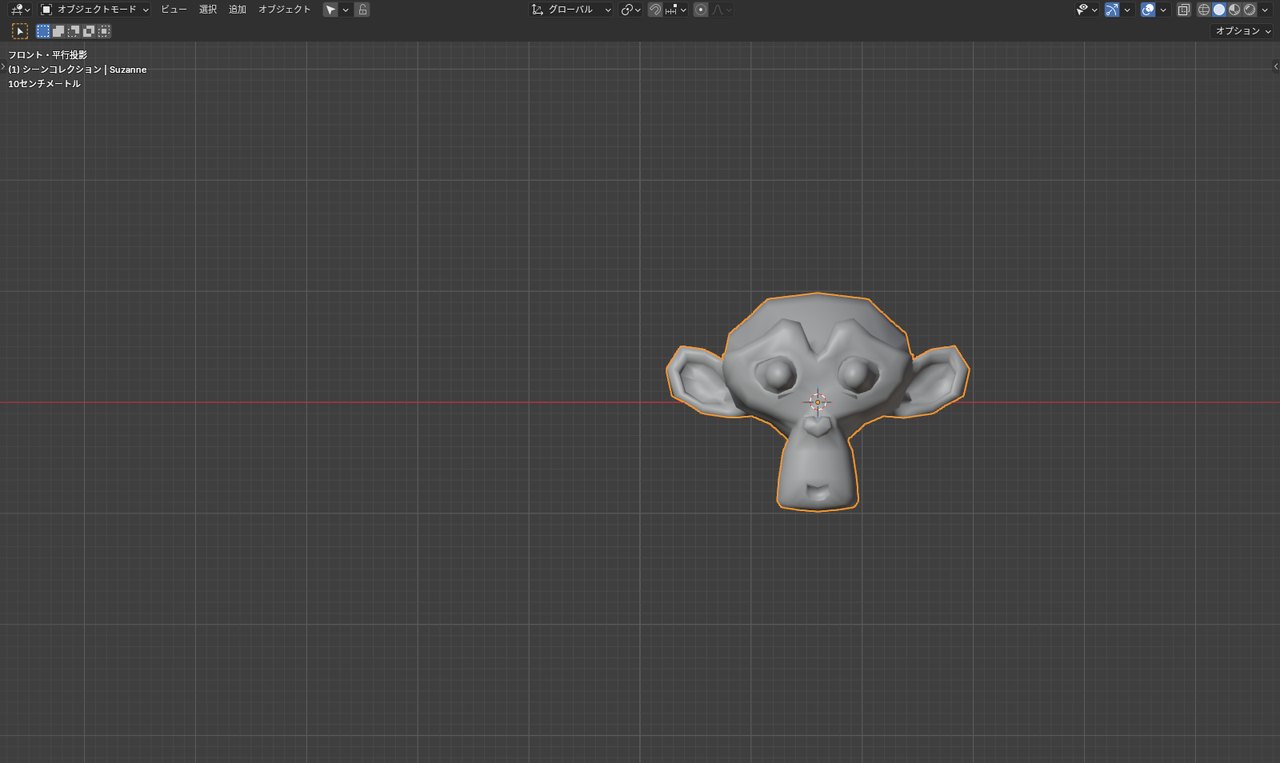 オブジェクトモード ビュー 選択 追加 オブジェクト グローバル
オプション
フロント・平行投影
(1) シーンコレクション | Suzanne
10センチメートル